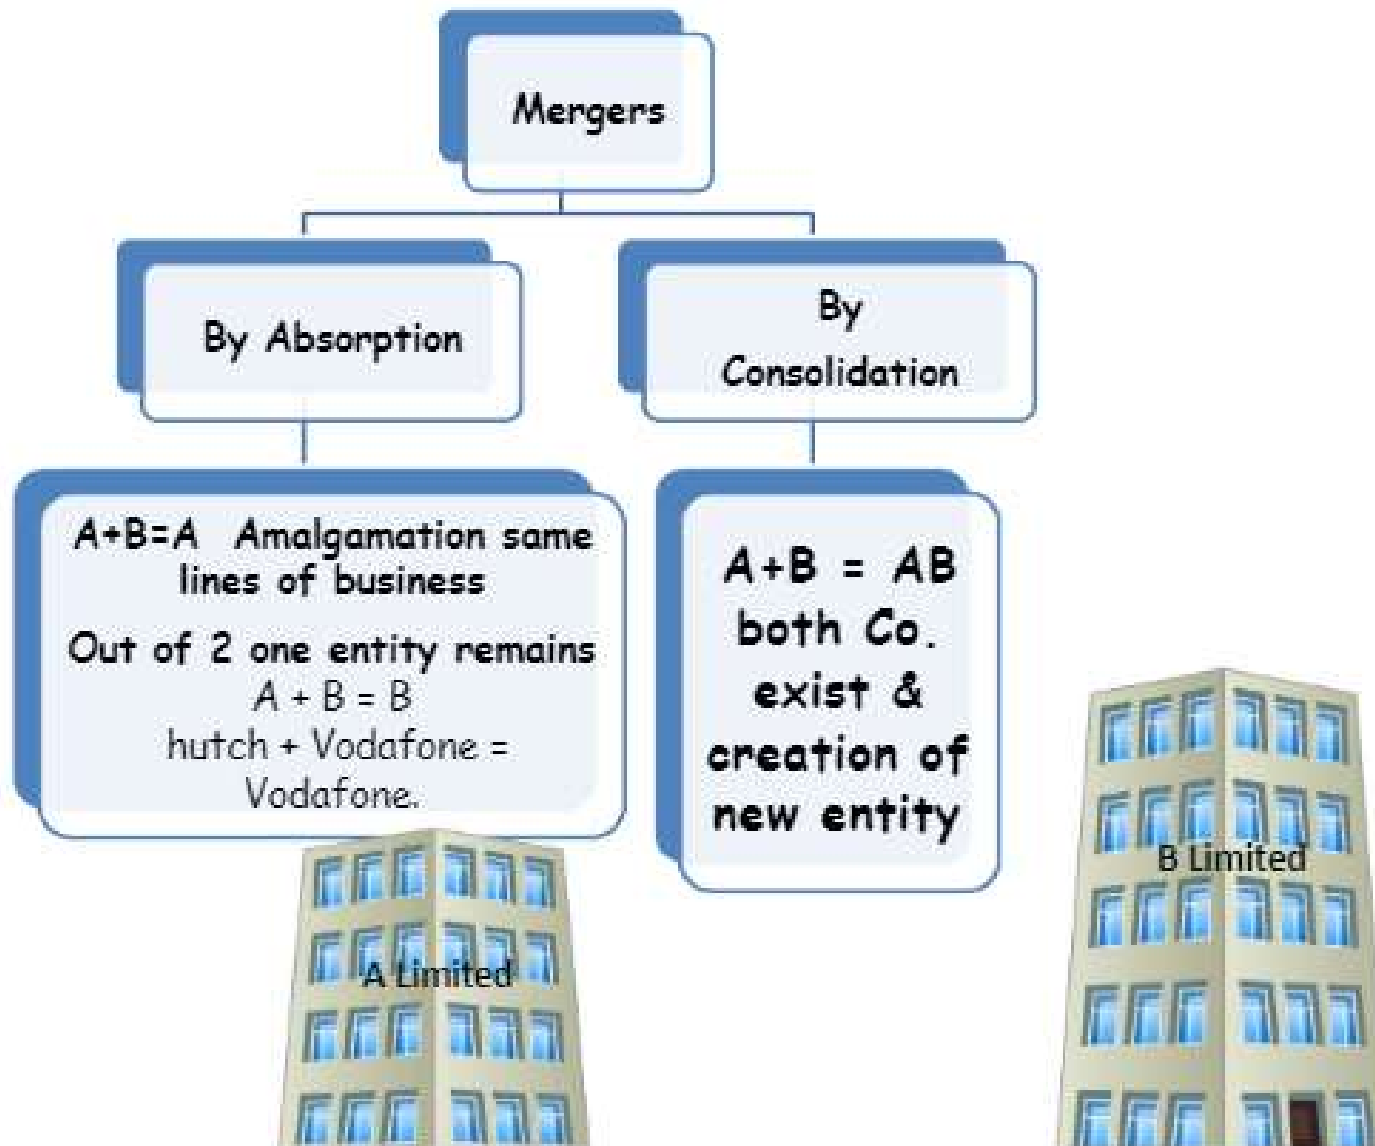 Mergers
By Absorption
By
Consolidation
A+B=A Amalgamation same
lines of business
Out of 2 one entity remains
A + B = B
hutch + Vodafone =
Vodafone.
A+B = AB
both Co.
exist &
creation of
new entity
A Limited
B Limited